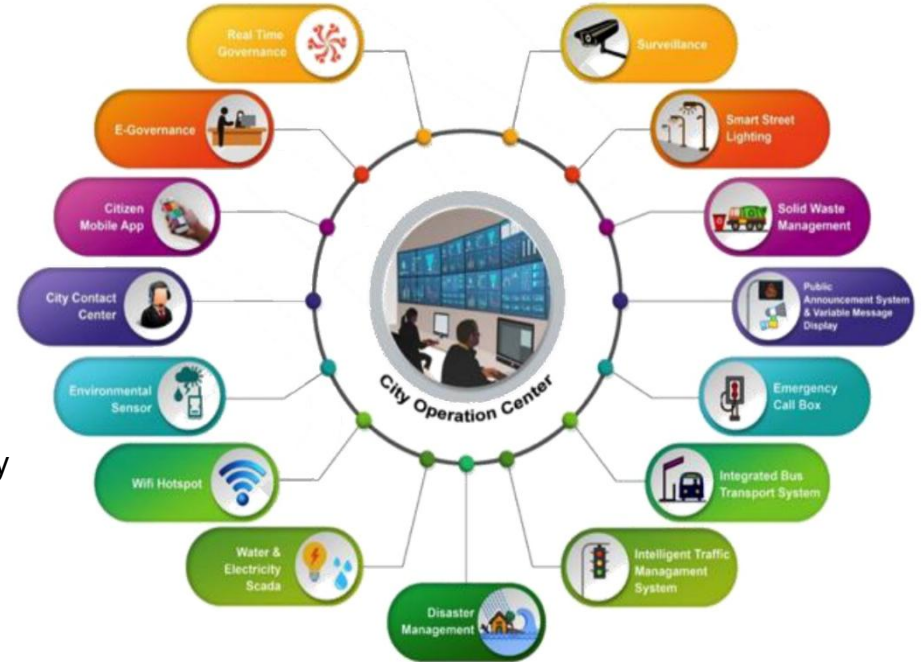 Real Time
Governance
Surveillance
E-Governance
Smart Street
Lighting
Citizen
Mobile App
Solid Waste
Management
City Contact
Center
Public
Announcement System
& Variable Message
Display
City Operation Center
Environmental
Sensor
Emergency
Call Box
y
Wifi Hotspot
Integrated Bus
Transport System
Water &
Electricity
Scada
Intelligent Traffic
Managament
System
Disaster
Management